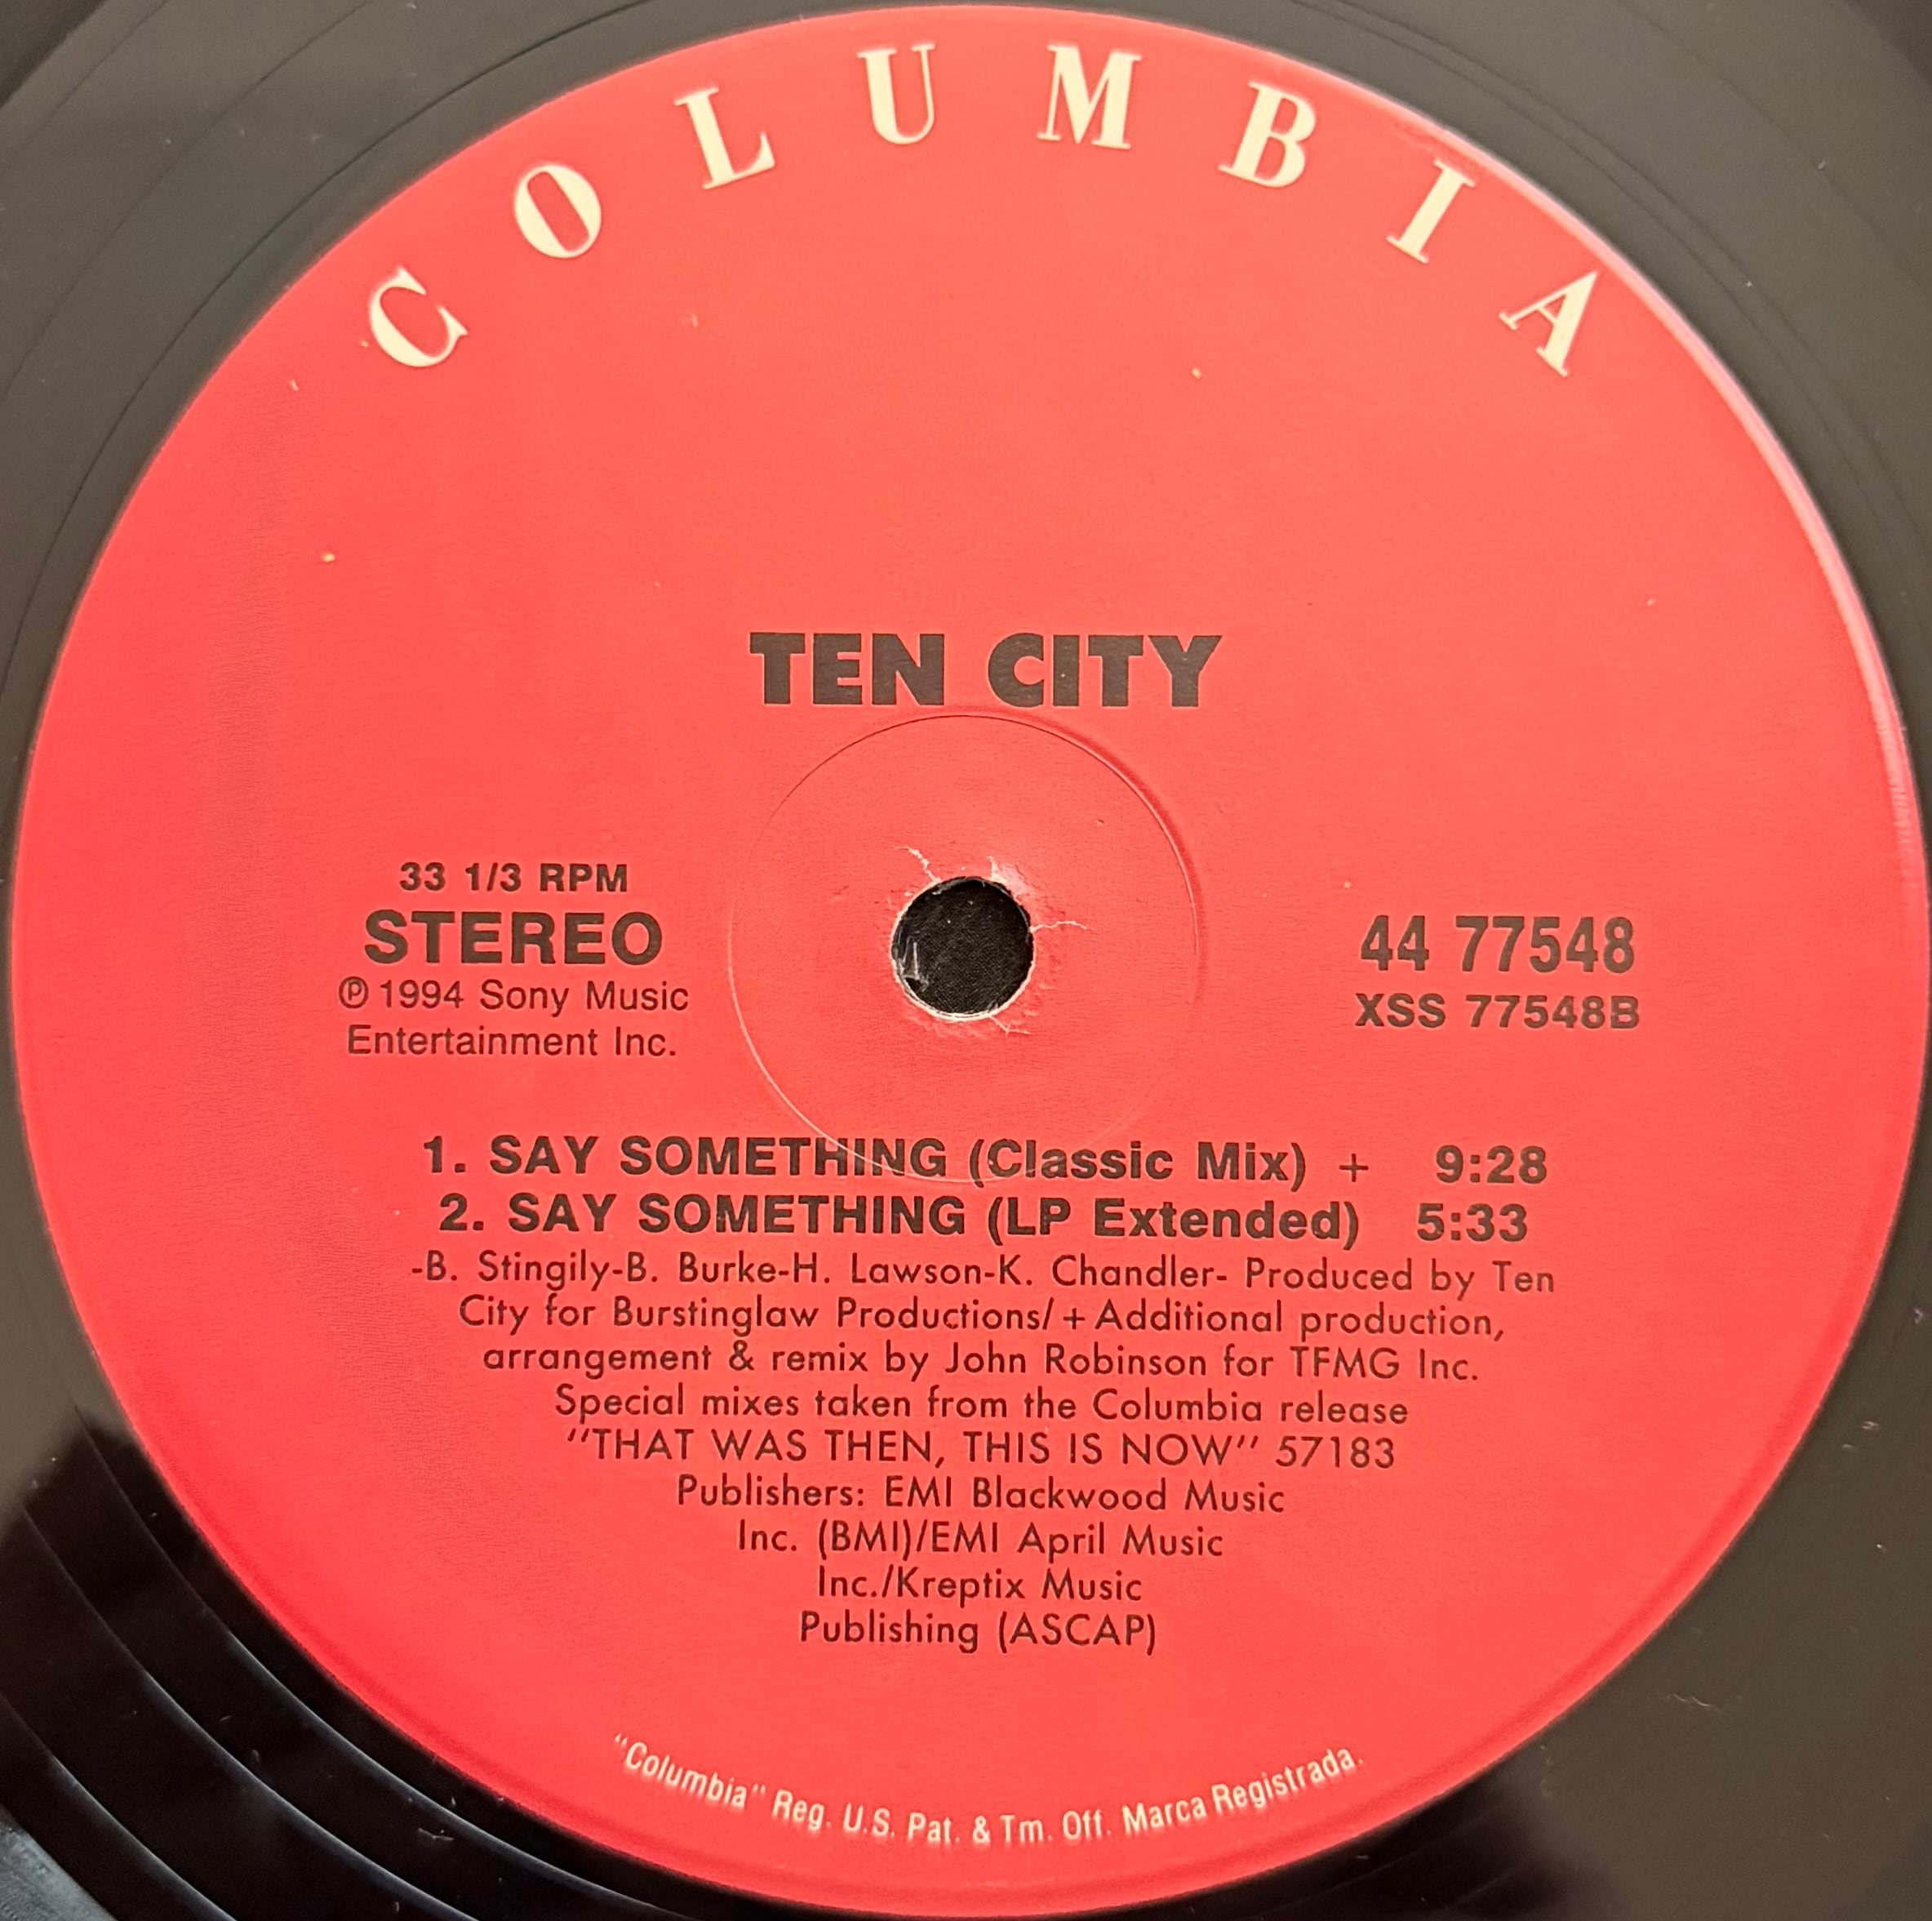 COLUMBIA
TEN CITY
33 1/3 RPM
STEREO
℗ 1994 Sony Music
Entertainment Inc.
44 77548
XSS 77548B
1. SAY SOMETHING (Classic Mix) + 9:28
2. SAY SOMETHING (LP Extended) 5:33
-B. Stingily-B. Burke-H. Lawson-K. Chandler- Produced by Ten
City for Burstinglaw Productions/ + Additional production,
arrangement & remix by John Robinson for TFMG Inc.
Special mixes taken from the Columbia release
"THAT WAS THEN, THIS IS NOW" 57183
Publishers: EMI Blackwood Music
Inc. (BMI)/EMI April Music
Inc./Kreptix Music
Publishing (ASCAP)
"Columbia" Reg. U.S. Pat. & Tm. Off. Marca Registrada.